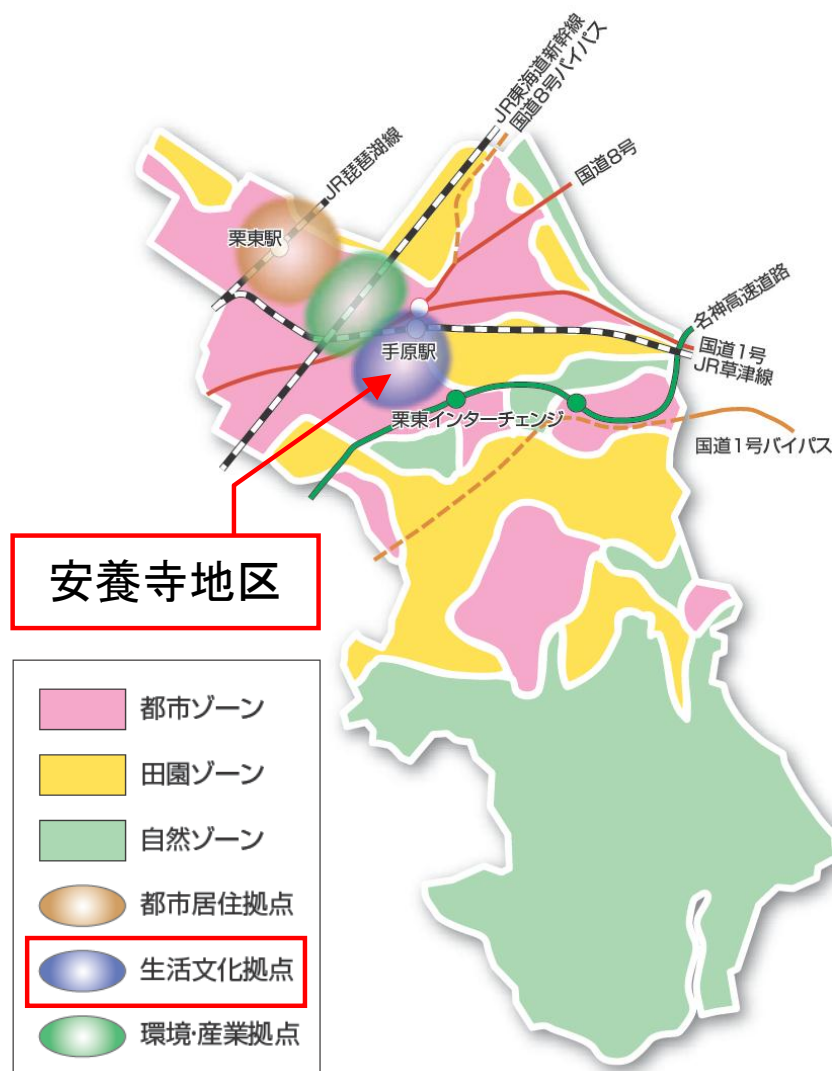 JR東海道新幹線
国道8号バイパス
国道8号
JR琵琶湖線
栗東駅
名神高速道路
国道1号
JR草津線
手原駅
栗東インターチェンジ
国道1号バイパス
安養寺地区
都市ゾーン
田園ゾーン
自然ゾーン
都市居住拠点
生活文化拠点
環境・産業拠点